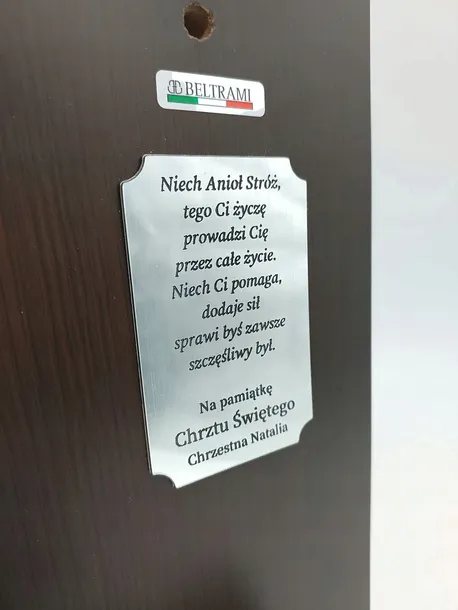 BELTRAMI
Niech Anioł Stróż,
tego Ci życzę
prowadzi Cię
przez całe życie.
Niech Ci pomaga,
dodaje sił
sprawi byś zawsze
szczęśliwy był.
Na pamiątkę
Chrztu Świętego
Chrzestna Natalia